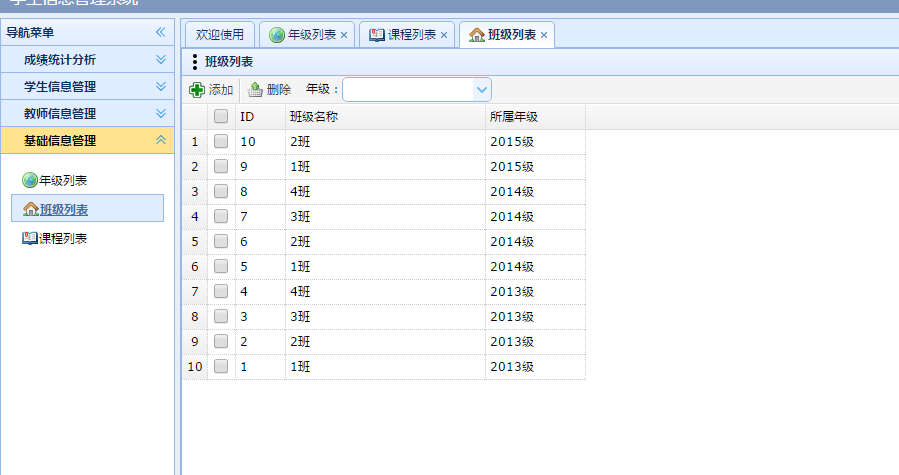 学生信息管理系统
导航菜单
成绩统计分析
学生信息管理
教师信息管理
基础信息管理
年级列表
班级列表
课程列表
欢迎使用 年级列表 课程列表 班级列表
班级列表
添加 删除 年级：
ID 班级名称 所属年级
1 10 2班 2015级
2 9 1班 2015级
3 8 4班 2014级
4 7 3班 2014级
5 6 2班 2014级
6 5 1班 2014级
7 4 4班 2013级
8 3 3班 2013级
9 2 2班 2013级
10 1 1班 2013级